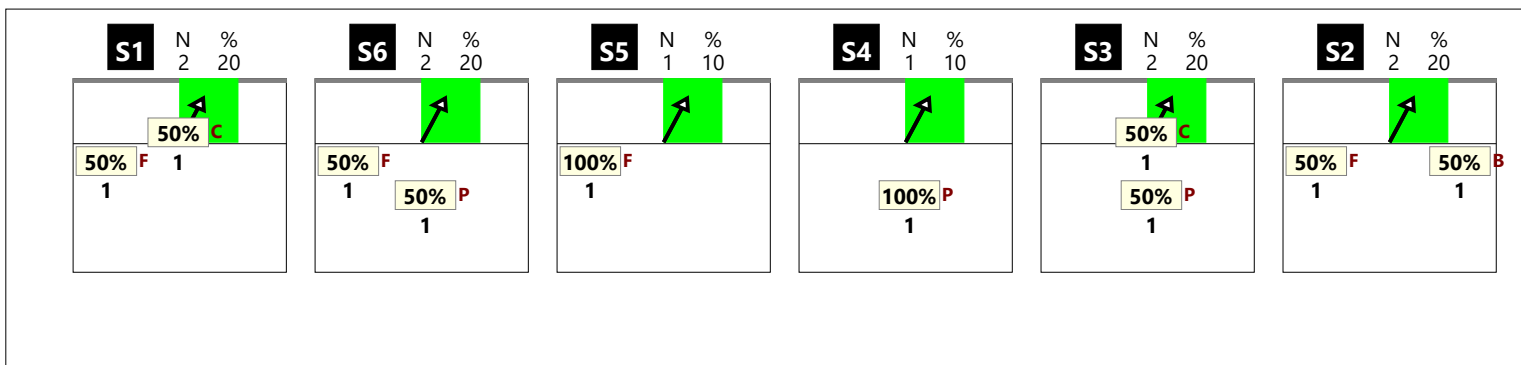 S1 N % S6 N % S5 N % S4 N % S3 N % S2 N %
2 20 2 20 1 10 1 10 2 20 2 20
50% C 50% C
50% F 1 50% F 100% F 1 50% F 50% B
1 1 50% P 1 100% P 50% P 1 1
1 1 1